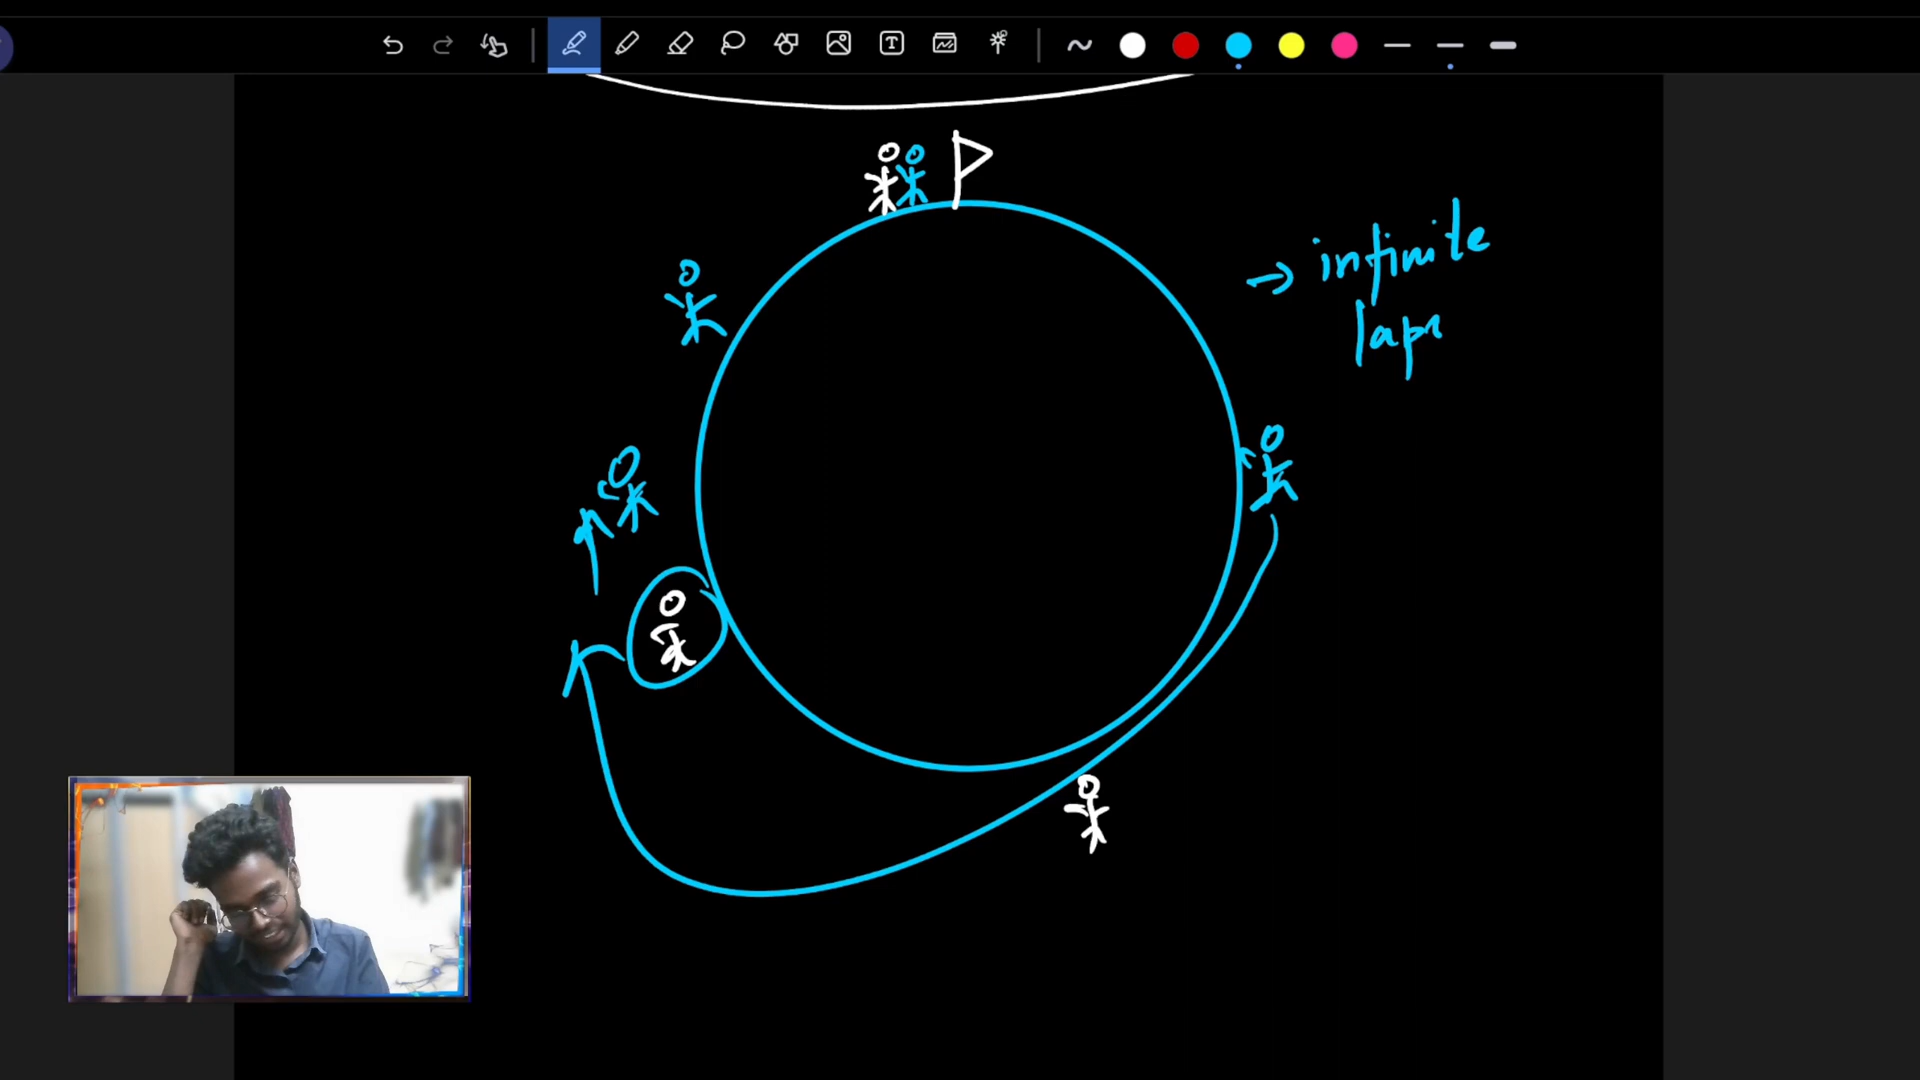 → infinite
laps